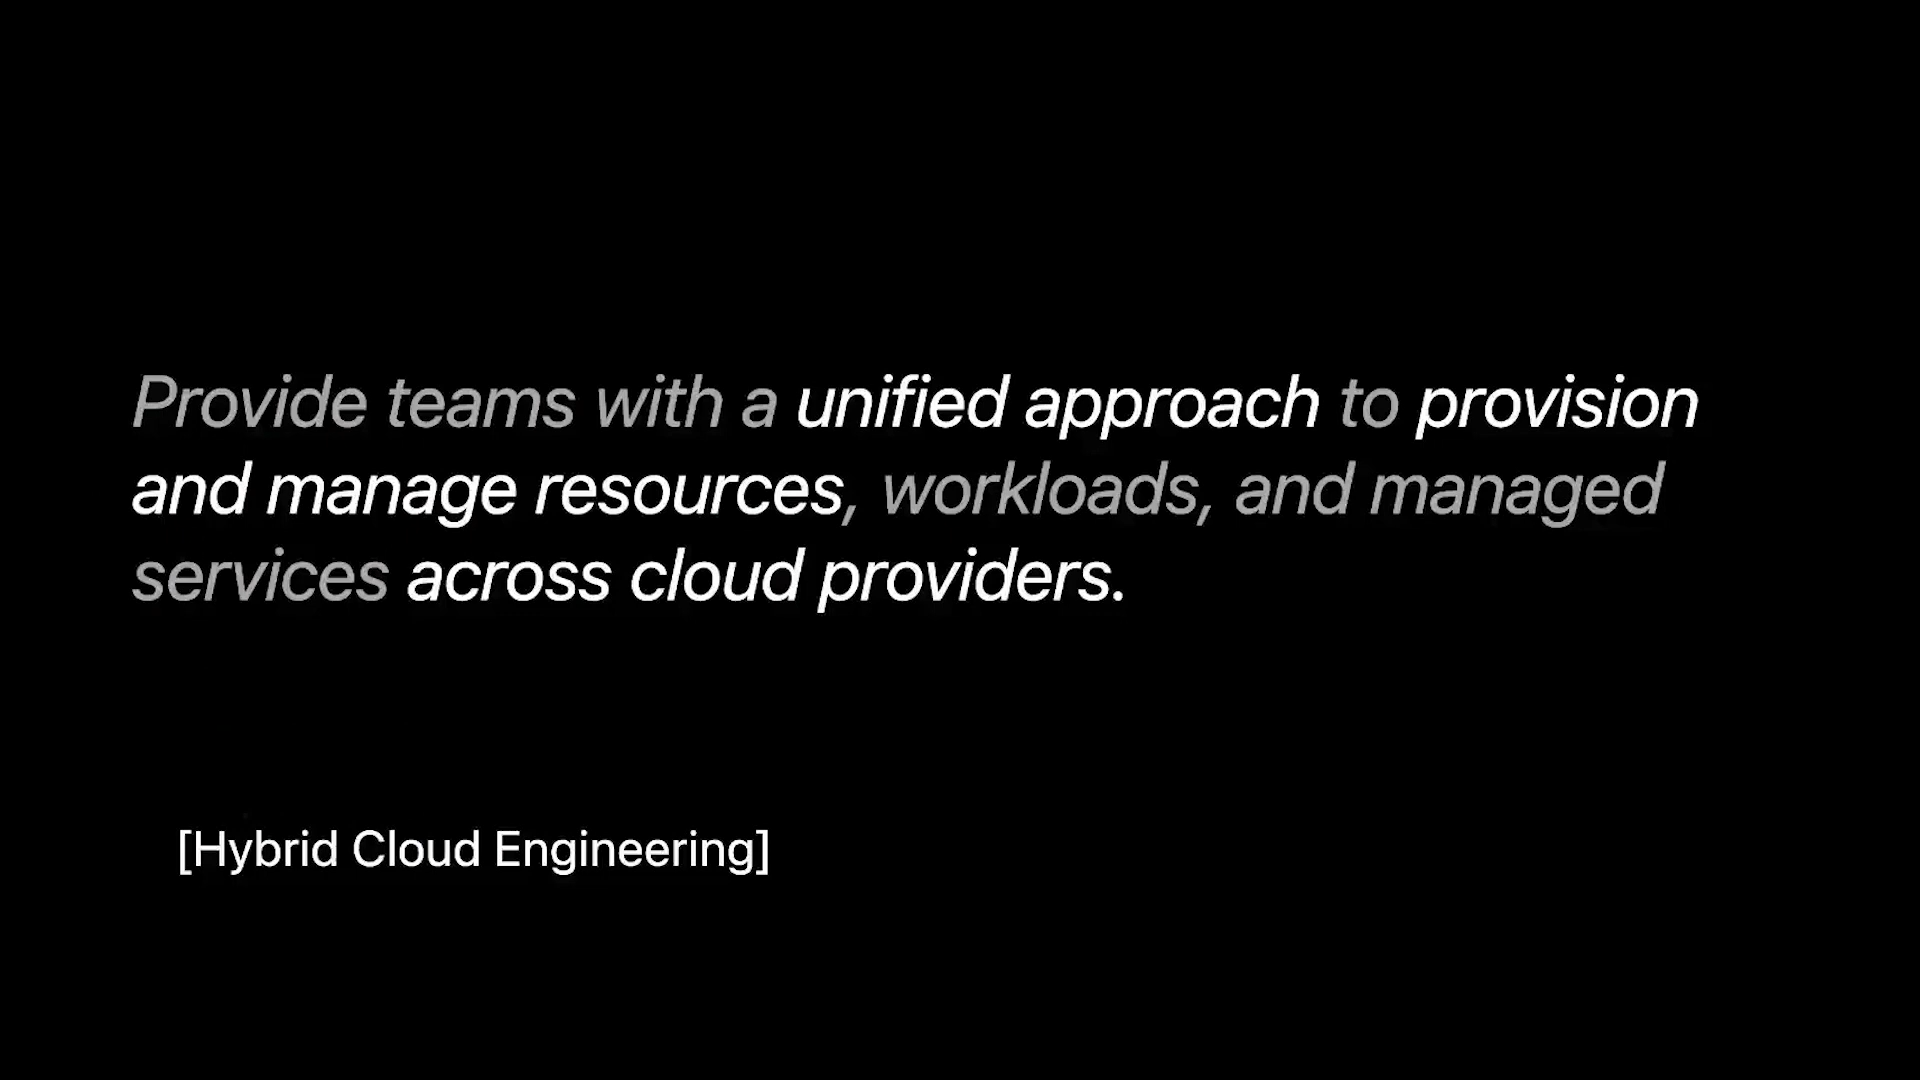 Provide teams with a unified approach to provision
and manage resources, workloads, and managed
services across cloud providers.
[Hybrid Cloud Engineering]